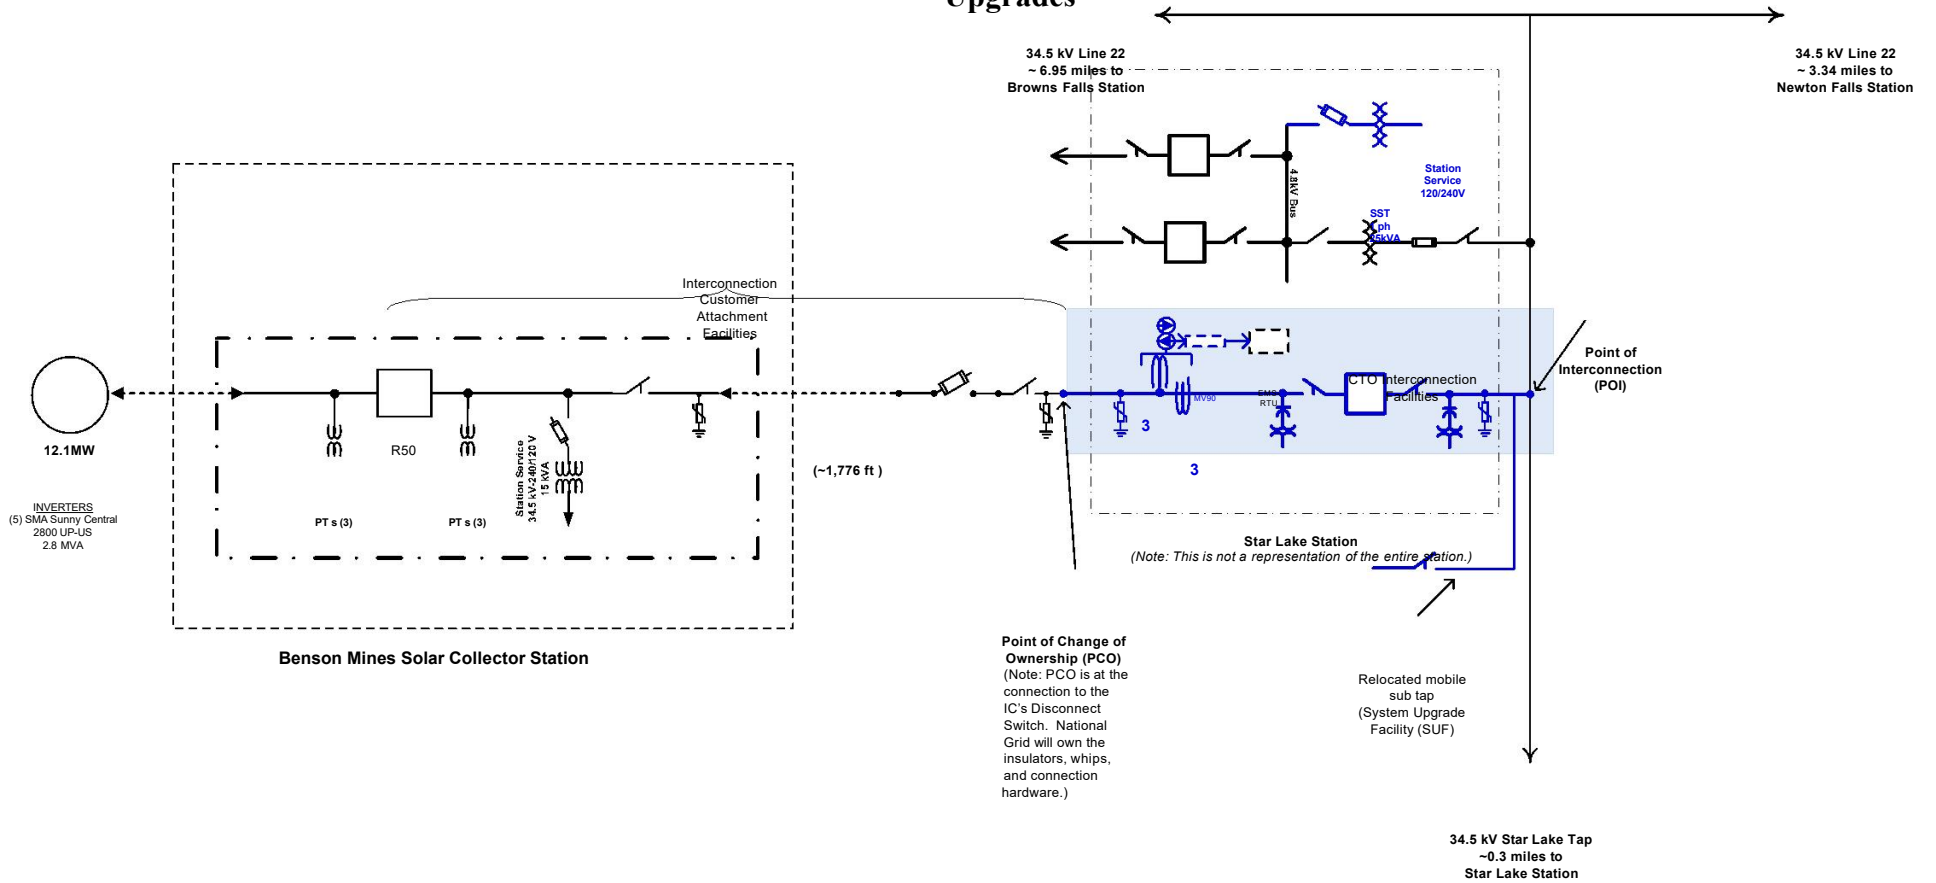 Upgrades
34.5 kV Line 22
~ 6.95 miles to
Browns Falls Station
34.5 kV Line 22
~ 3.34 miles to
Newton Falls Station
Station
Service
120/240V
4.8kV Bus
SST
ph
25kVA
Interconnection
Customer
Attachment
Facilities
Point of
Interconnection
(POI)
CTO Interconnection
Facilities
MV90
EMS
RTU
3
3
12.1MW
R50
INVERTERS
(5) SMA Sunny Central
2800 UP-US
2.8 MVA
PT s (3)
PT s (3)
Station Service
34.5 kV-240/120 V
15 kVA
(~1,776 ft )
Star Lake Station
(Note: This is not a representation of the entire station.)
Benson Mines Solar Collector Station
Point of Change of
Ownership (PCO)
(Note: PCO is at the
connection to the
IC's Disconnect
Switch. National
Grid will own the
insulators, whips,
and connection
hardware.)
Relocated mobile
sub tap
(System Upgrade
Facility (SUF)
34.5 kV Star Lake Tap
~0.3 miles to
Star Lake Station